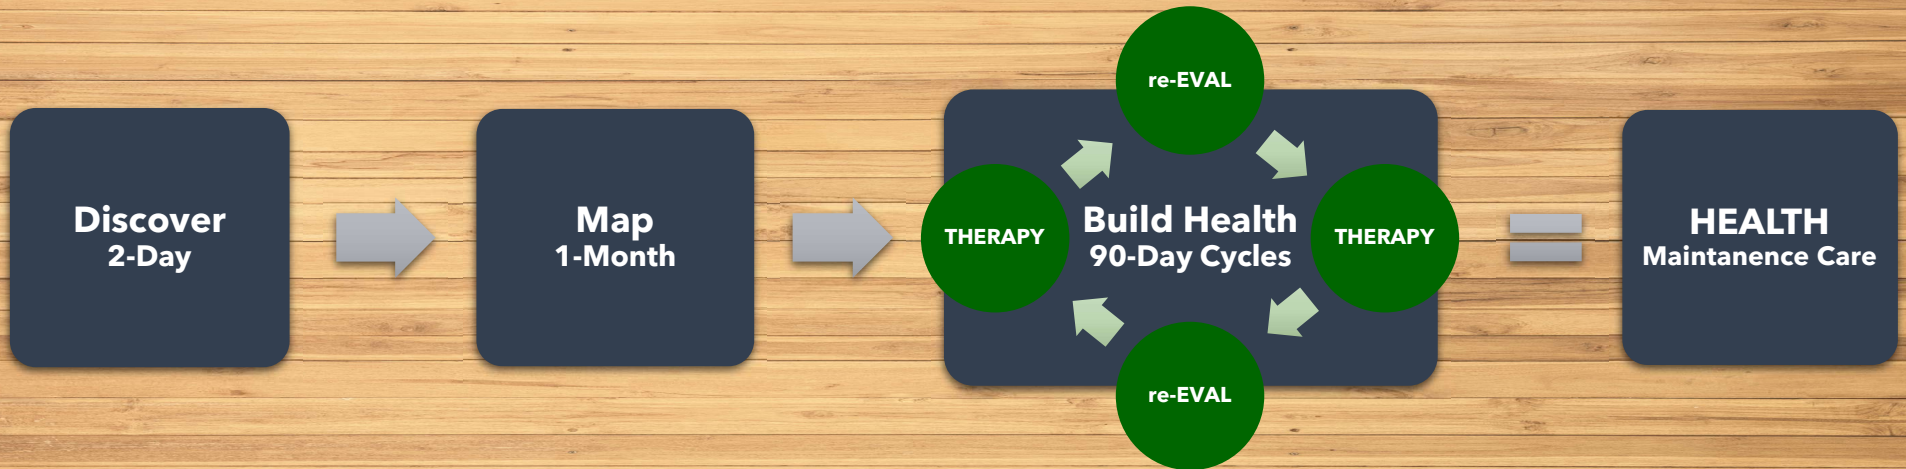 Discover
2-Day
Map
1-Month
re-EVAL
THERAPY
Build Health
90-Day Cycles
THERAPY
re-EVAL
HEALTH
Maintanence Care